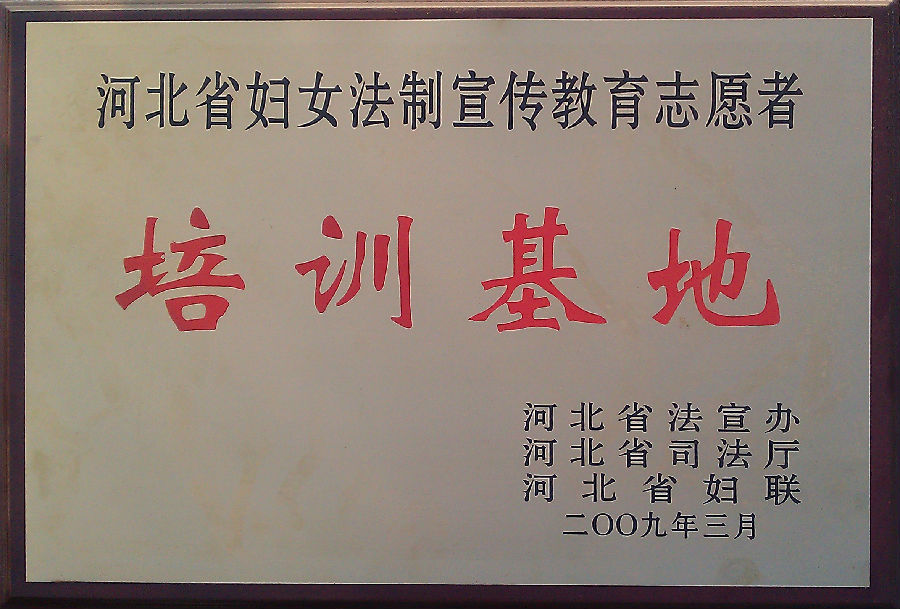 河北省妇女法制宣传教育志愿者
培训基地
河北省法宣办
河北省司法厅
河北省妇联
二〇〇九年三月